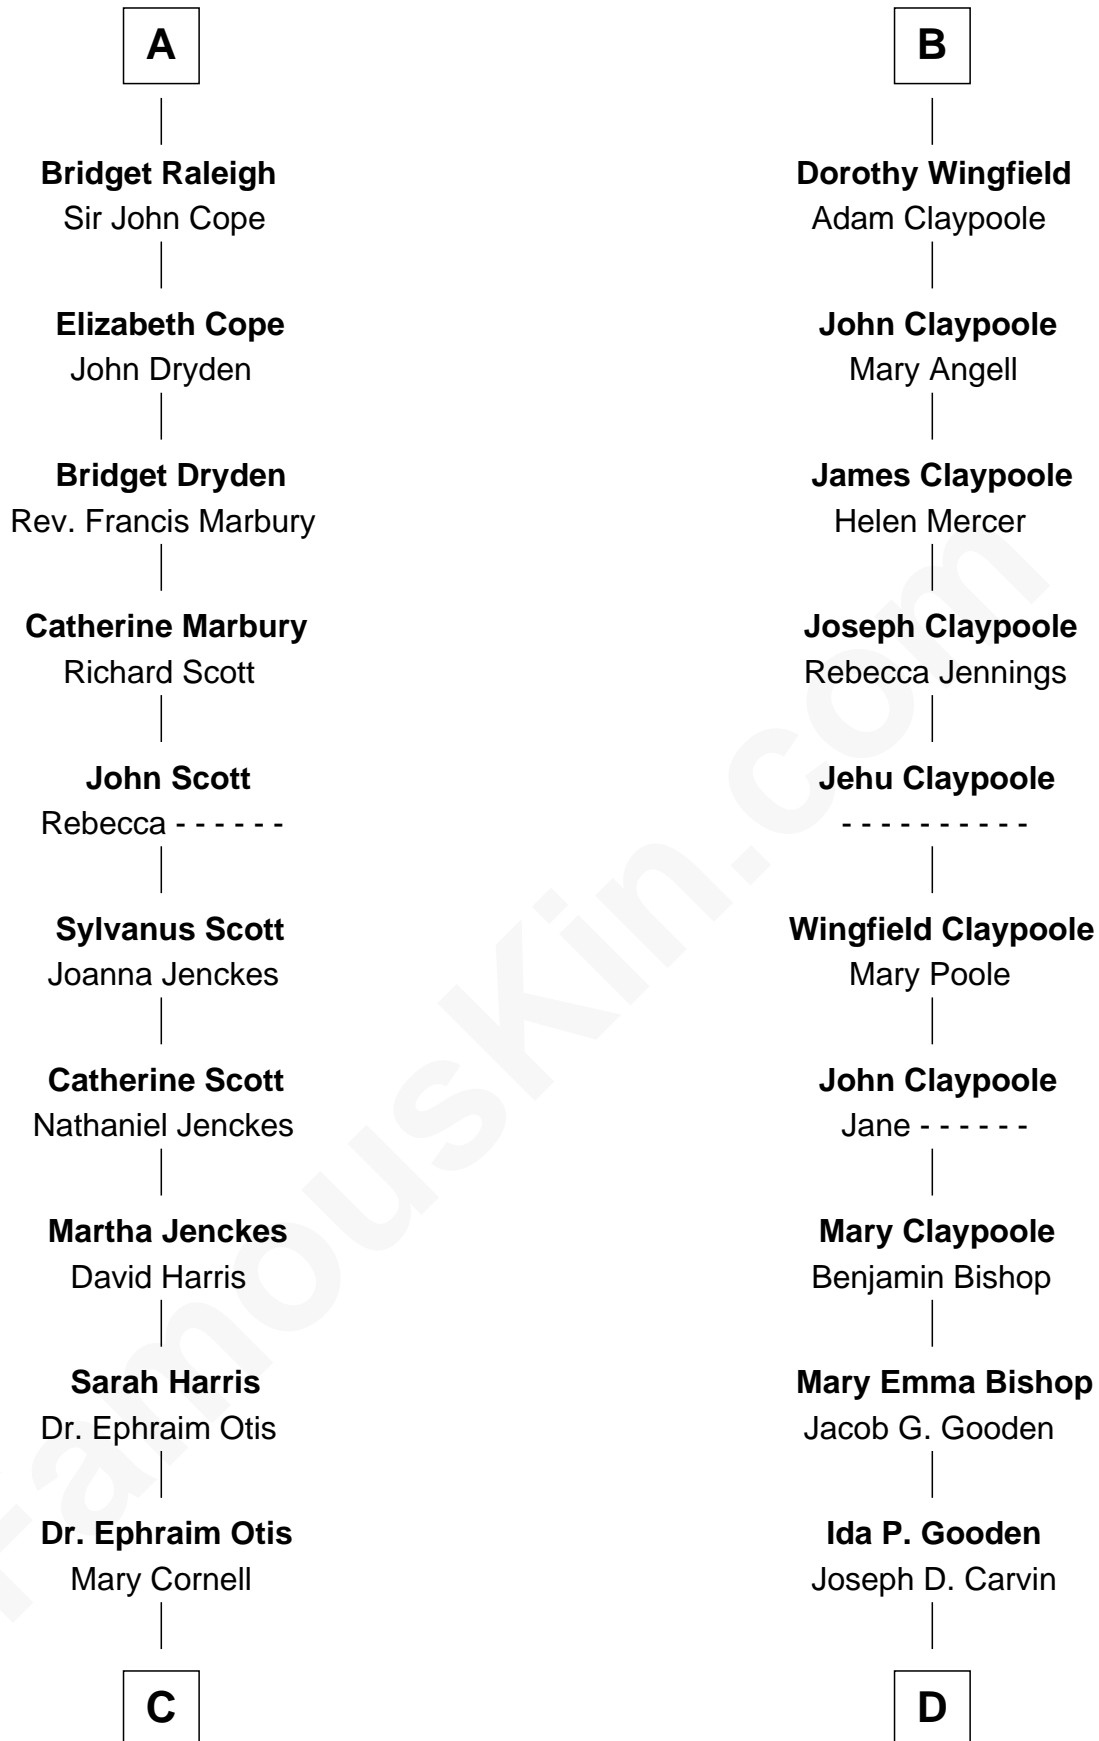 A
Bridget Raleigh
Sir John Cope
Elizabeth Cope
John Dryden
Bridget Dryden
Rev. Francis Marbury
Catherine Marbury
Richard Scott
John Scott
Rebecca - - - - - -
Sylvanus Scott
Joanna Jenckes
Catherine Scott
Nathaniel Jenckes
Martha Jenckes
David Harris
Sarah Harris
Dr. Ephraim Otis
Dr. Ephraim Otis
Mary Cornell
C
B
Dorothy Wingfield
Adam Claypoole
John Claypoole
Mary Angell
James Claypoole
Helen Mercer
Joseph Claypoole
Rebecca Jennings
Jehu Claypoole
- - - - - - - - - -
Wingfield Claypoole
Mary Poole
John Claypoole
Jane - - - - - -
Mary Claypoole
Benjamin Bishop
Mary Emma Bishop
Jacob G. Gooden
Ida P. Gooden
Joseph D. Carvin
D
FamousKin.com